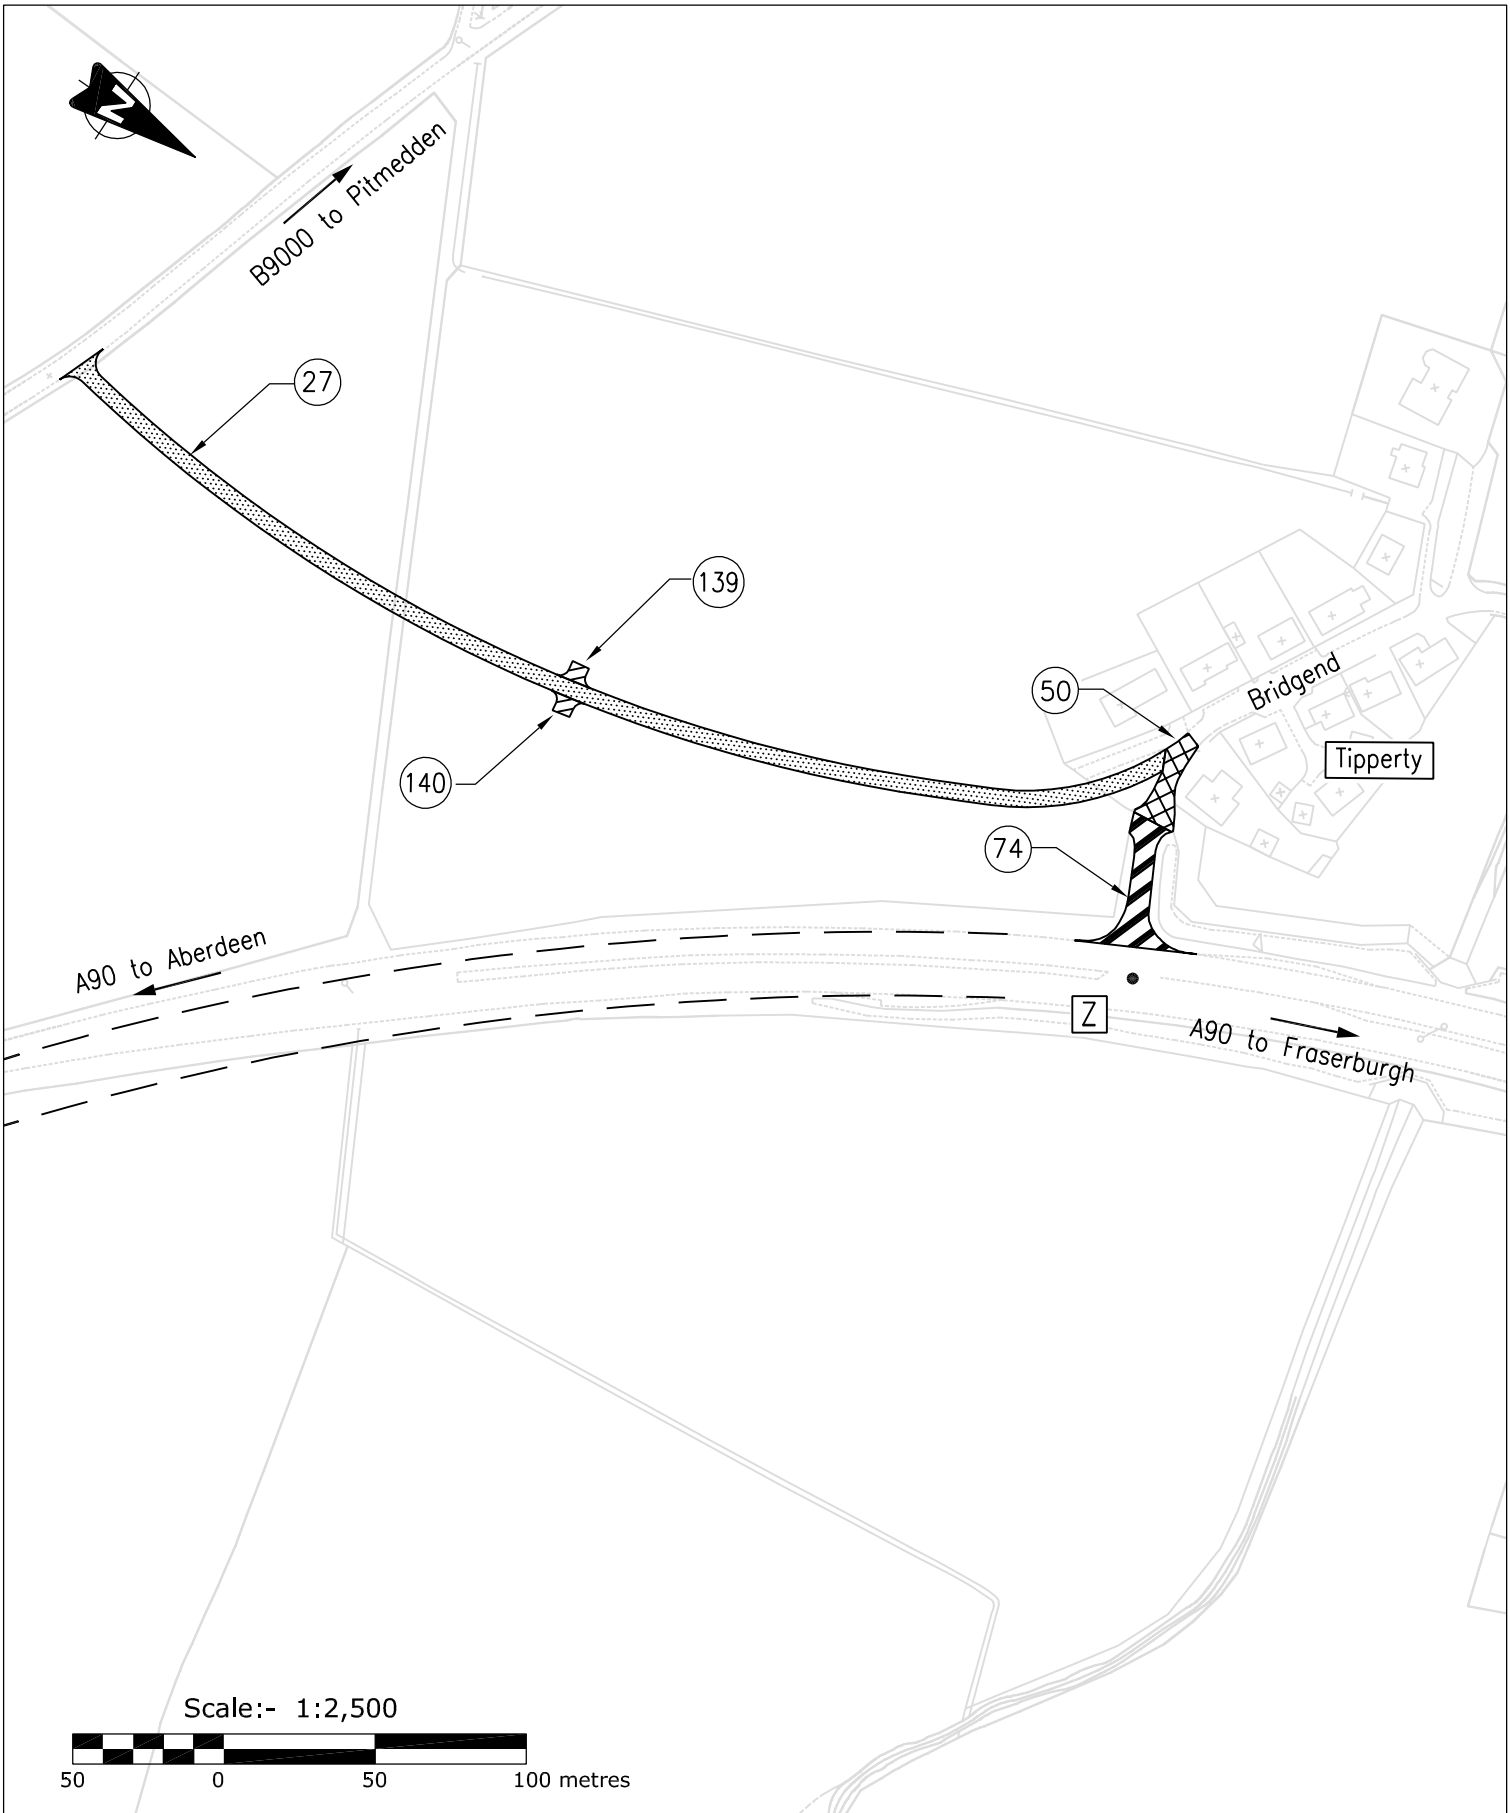 N
B9000 to Pitmedden
27
139
50
Bridgend
Tipperty
140
74
A90 to Aberdeen
Z
A90 to Fraserburgh
Scale:- 1:2,500
50 0 50 100 metres